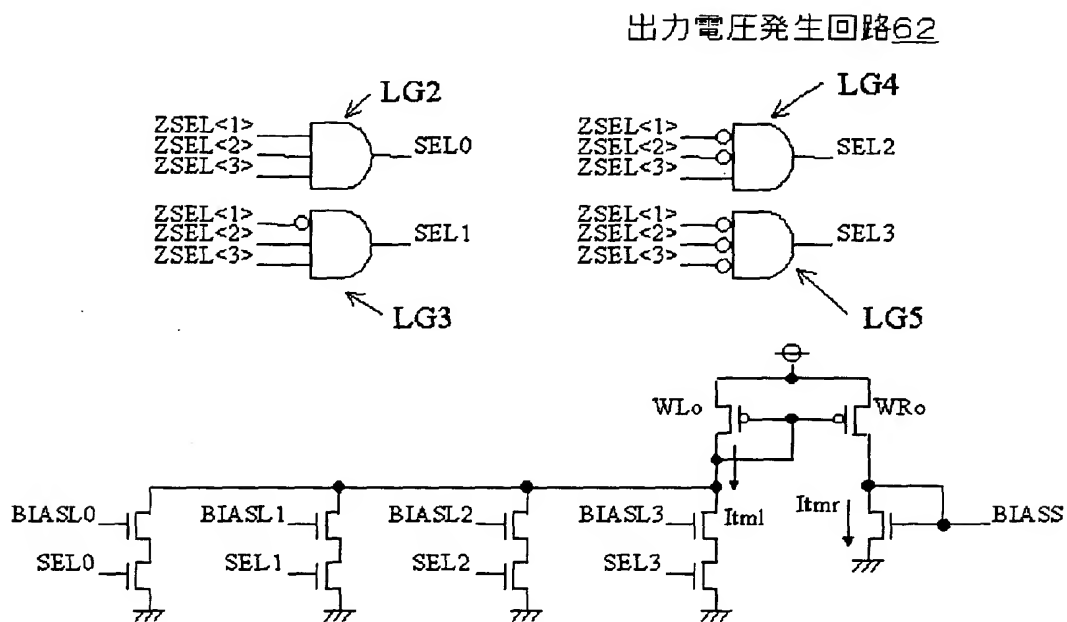 出力電圧発生回路62
LG2
ZSEL<1>
ZSEL<2>
ZSEL<3>
SEL0
LG4
ZSEL<1>
ZSEL<2>
ZSEL<3>
SEL2
ZSEL<1>
ZSEL<2>
ZSEL<3>
SEL1
LG3
ZSEL<1>
ZSEL<2>
ZSEL<3>
SEL3
LG5
WLo
WRo
BIASL0
BIASL1
BIASL2
BIASL3
Itml
Itmr
BIASS
SEL0
SEL1
SEL2
SEL3